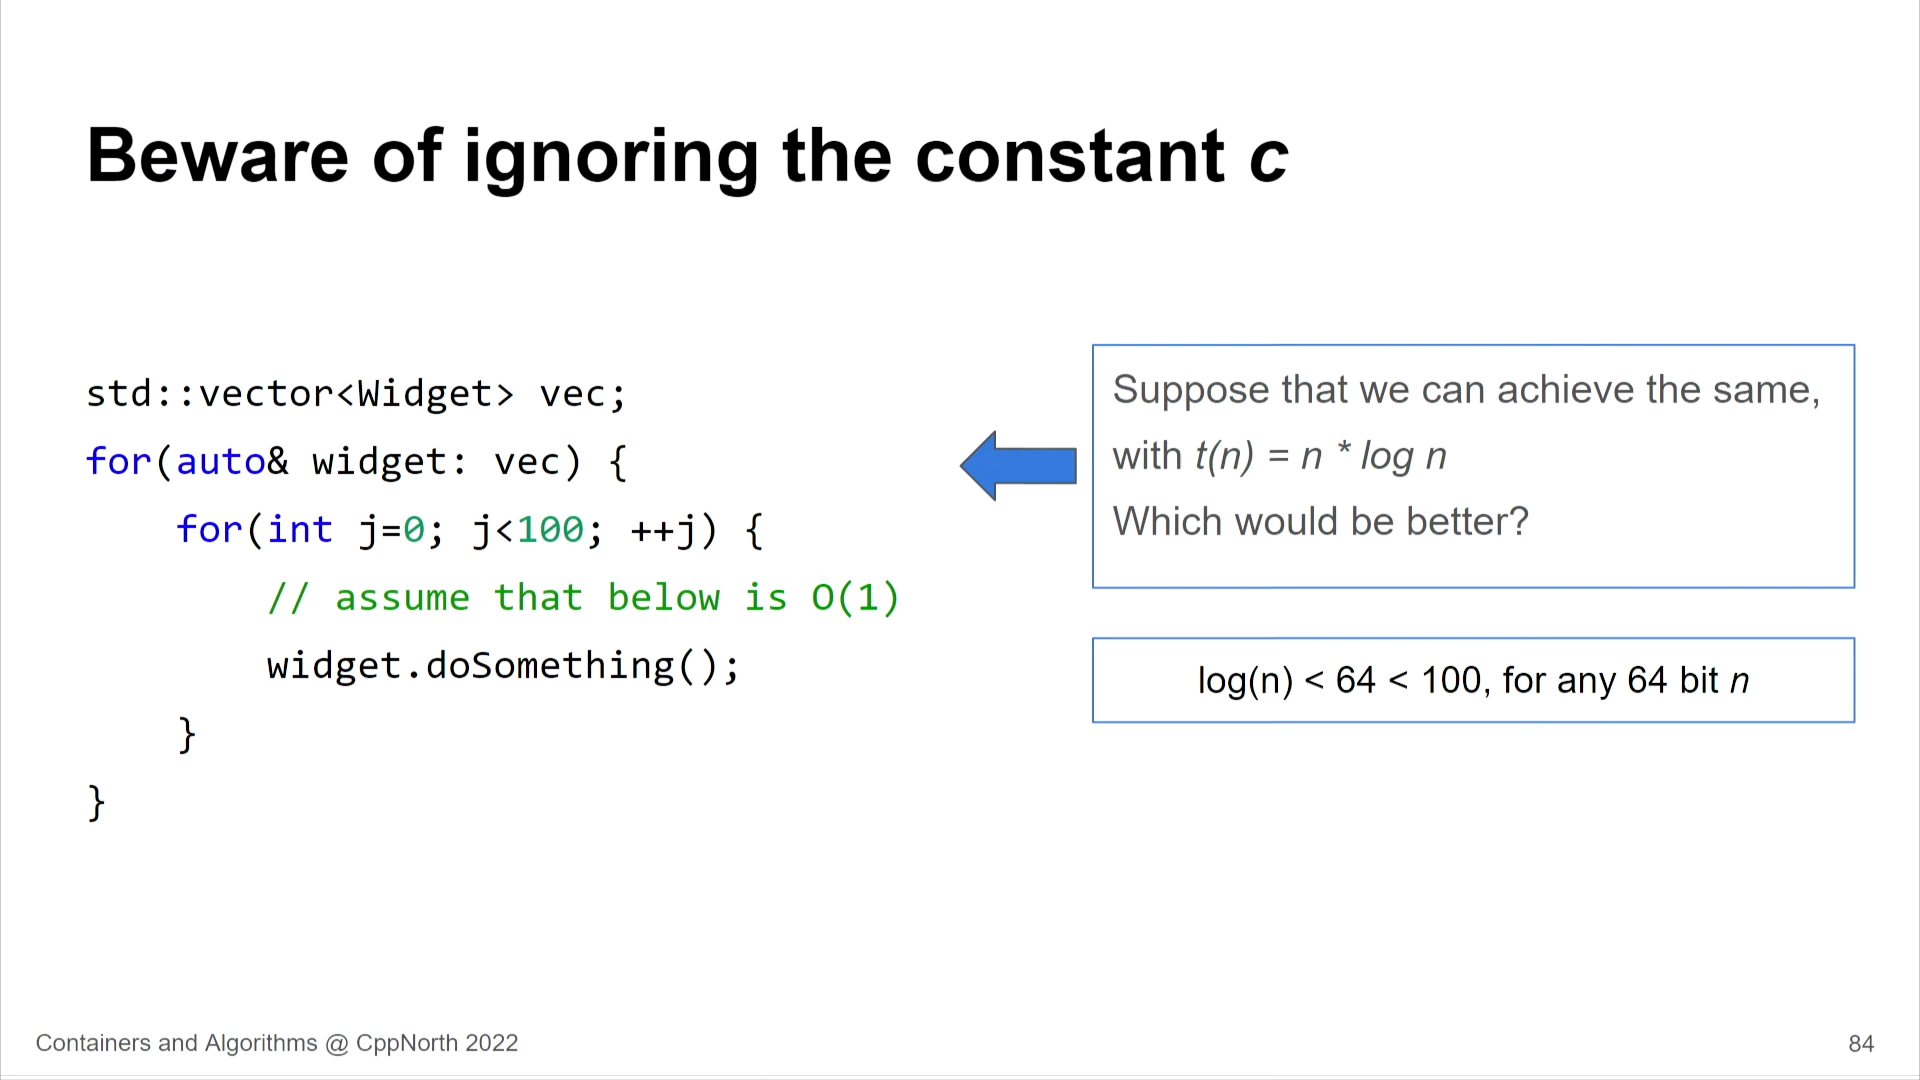 Beware of ignoring the constant c
std::vector<Widget> vec;
for(auto& widget: vec) {
    for(int j=0; j<100; ++j) {
        // assume that below is O(1)
        widget.doSomething();
    }
}
Suppose that we can achieve the same,
with t(n) = n * log n
Which would be better?
log(n) < 64 < 100, for any 64 bit n
Containers and Algorithms @ CppNorth 2022
84